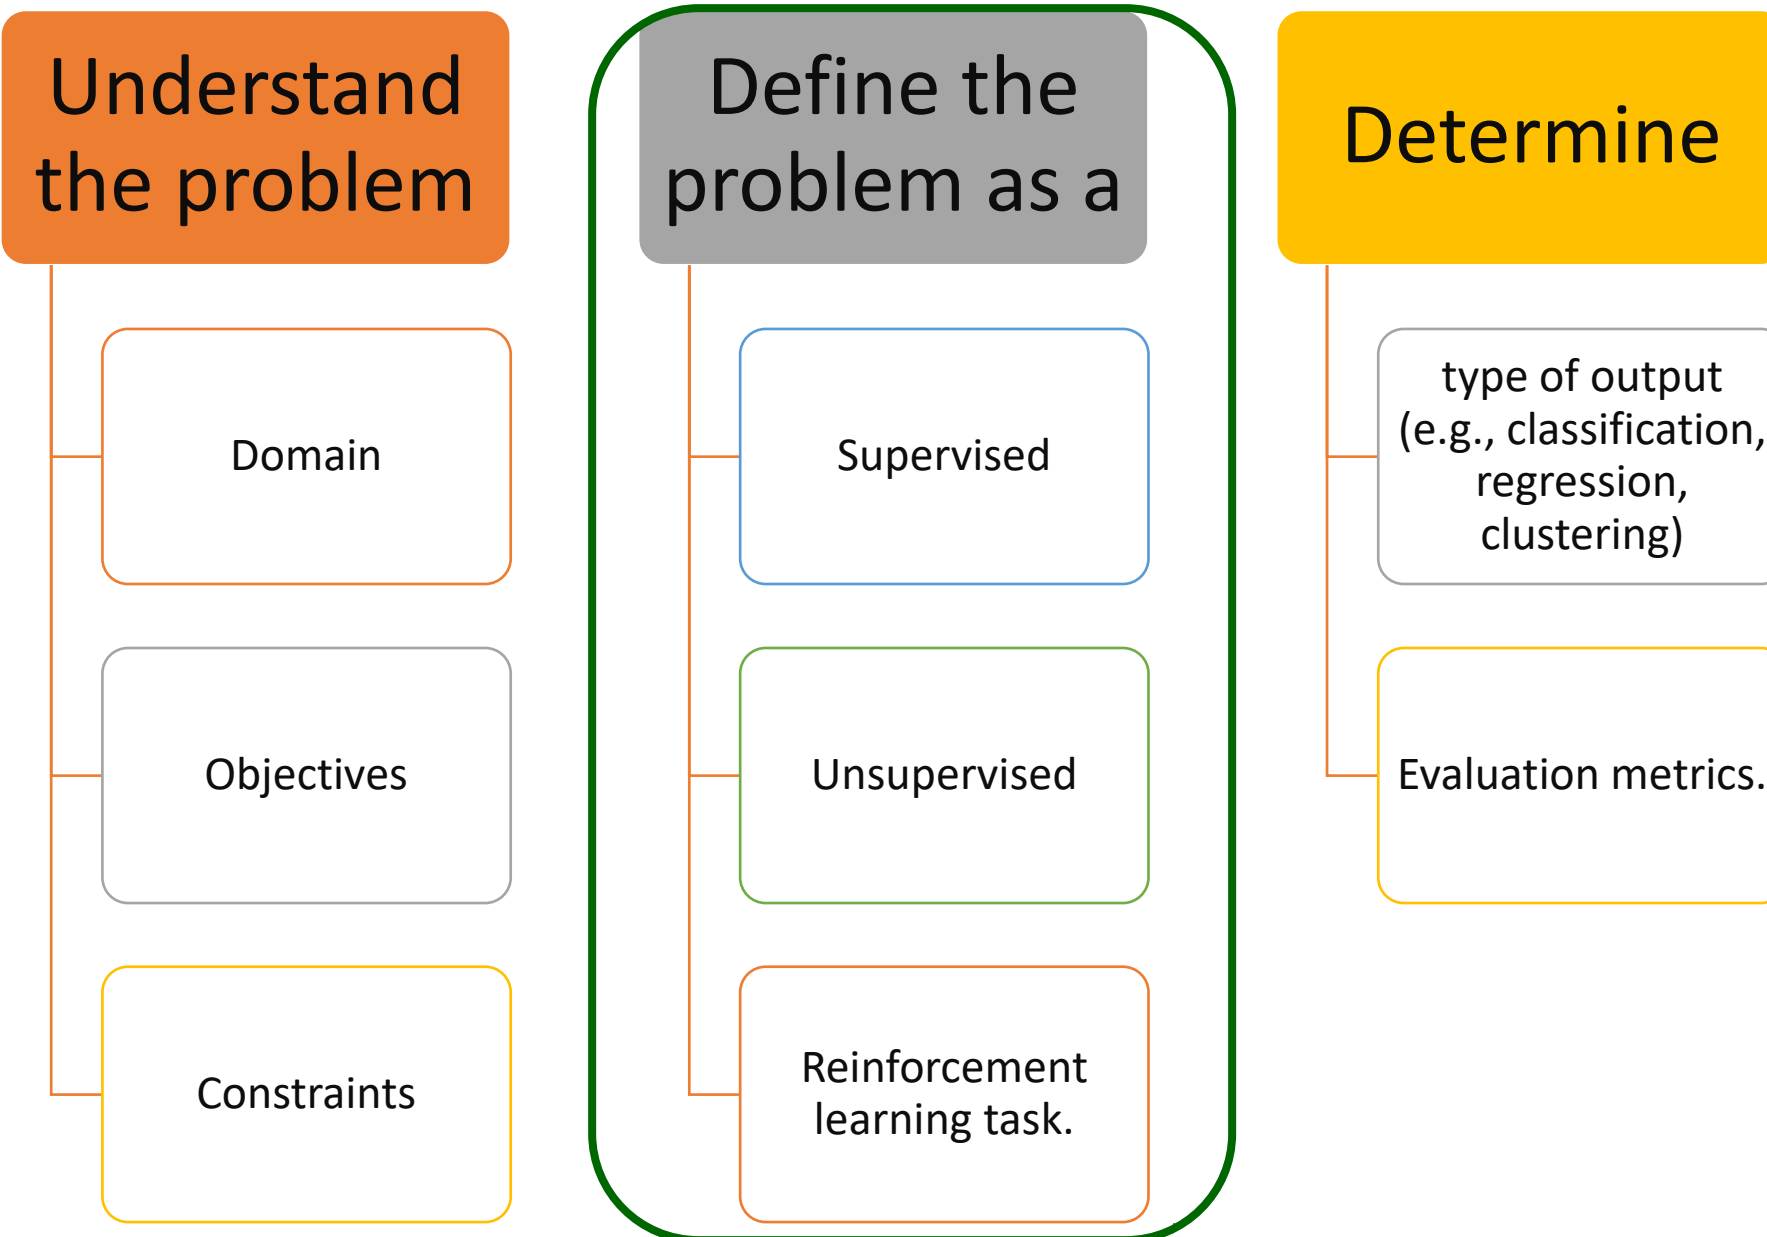 Understand
the problem
Domain
Objectives
Constraints
Define the
problem as a
Supervised
Unsupervised
Reinforcement
learning task.
Determine
type of output
(e.g., classification,
regression,
clustering)
Evaluation metrics.